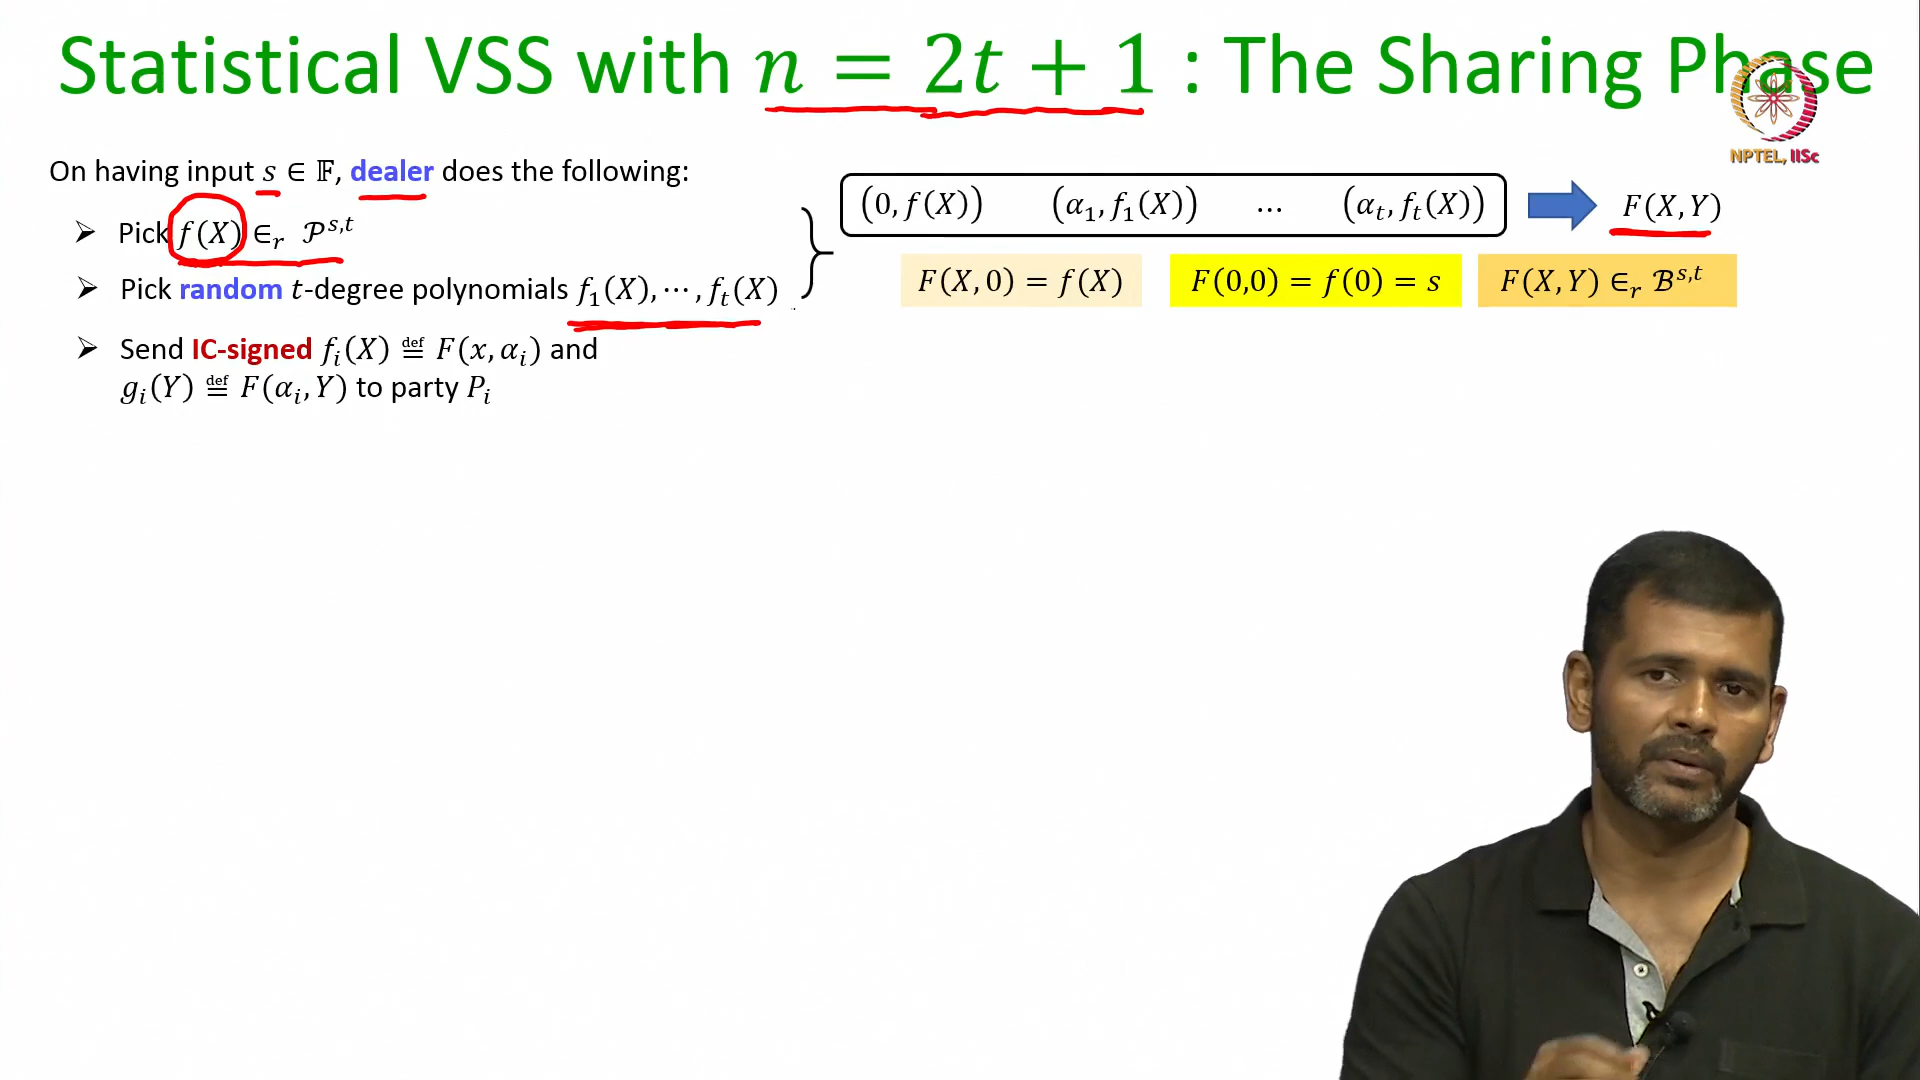 Statistical VSS with n = 2t + 1 : The Sharing Phase
NPTEL, IISc
On having input s ∈ 𝔽, dealer does the following:
➢ Pick f(X) ∈ᵣ 𝒫^{s,t}
➢ Pick random t-degree polynomials f₁(X), ⋯ , fₜ(X)
➢ Send IC-signed fᵢ(X) ≝ F(x, αᵢ) and
gᵢ(Y) ≝ F(αᵢ, Y) to party Pᵢ
(0, f(X)) (α₁, f₁(X)) … (αₜ, fₜ(X)) F(X, Y)
F(X, 0) = f(X) F(0,0) = f(0) = s F(X, Y) ∈ᵣ ℬ^{s,t}